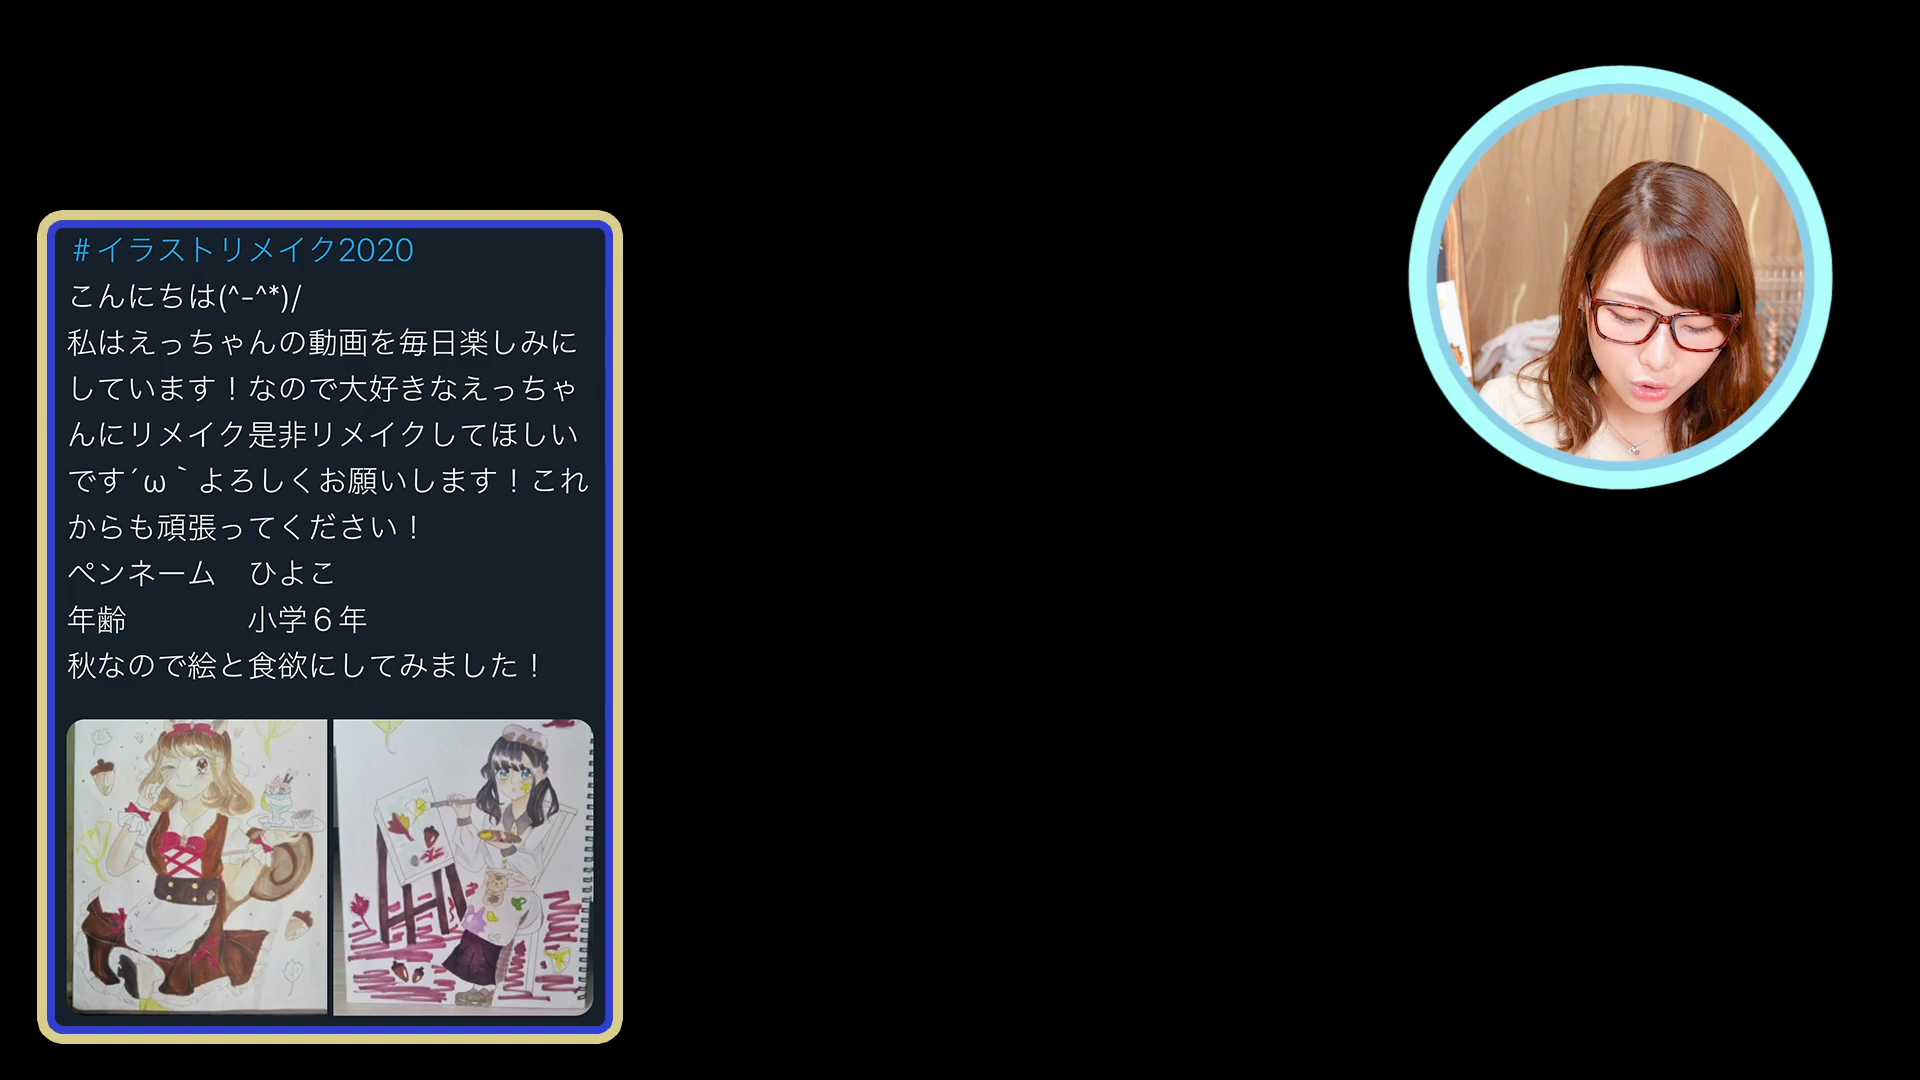 #イラストリメイク2020
こんにちは(^-^*)/
私はえっちゃんの動画を毎日楽しみに
しています！なので大好きなえっちゃ
んにリメイク是非リメイクしてほしい
です´ω｀よろしくお願いします！これ
からも頑張ってください！
ペンネーム　ひよこ
年齢　　　　小学６年
秋なので絵と食欲にしてみました！